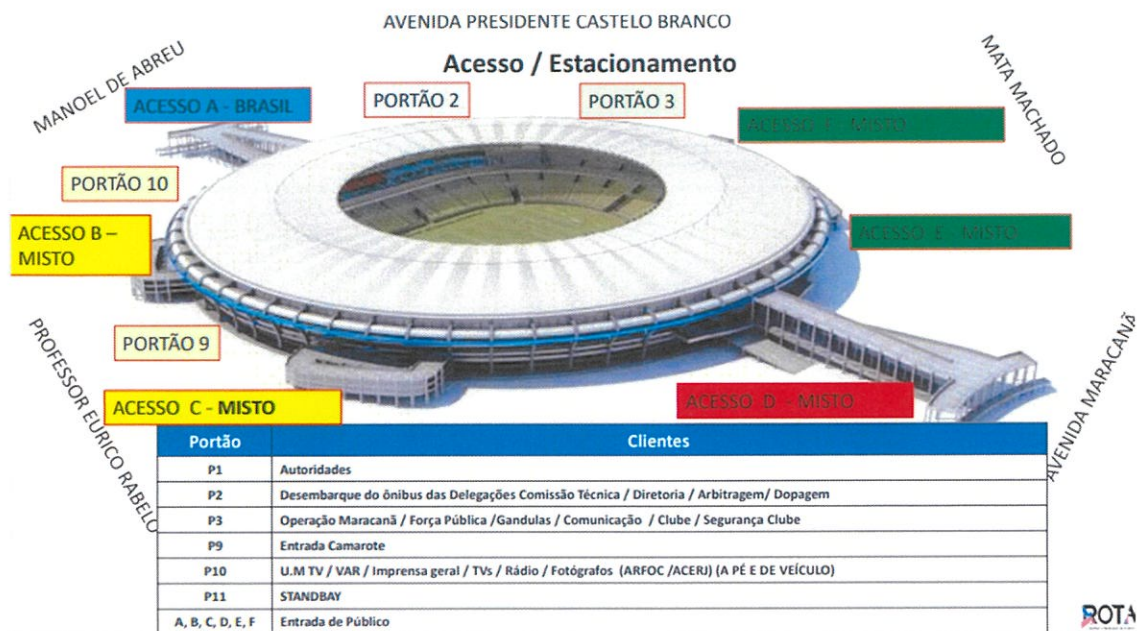 AVENIDA PRESIDENTE CASTELO BRANCO
Acesso / Estacionamento
MANOEL DE ABREU
MATA MACHADO
ACESSO A - BRASIL
PORTÃO 2
PORTÃO 3
ACESSO F - MISTO
PORTÃO 10
ACESSO B –
MISTO
ACESSO E - MISTO
PORTÃO 9
PROFESSOR EÚRICO RABELO
AVENIDA MARACANÃ
ACESSO C - MISTO
ACESSO D - MISTO
Portão Clientes
P1 Autoridades
P2 Desembarque do ônibus das Delegações Comissão Técnica / Diretoria / Arbitragem/ Dopagem
P3 Operação Maracanã / Força Pública /Gandulas / Comunicação / Clube / Segurança Clube
P9 Entrada Camarote
P10 U.M TV / VAR / Imprensa geral / TVs / Rádio / Fotógrafos (ARFOC /ACERJ) (A PÉ E DE VEÍCULO)
P11 STANDBAY
A, B, C, D, E, F Entrada de Público
ROTA